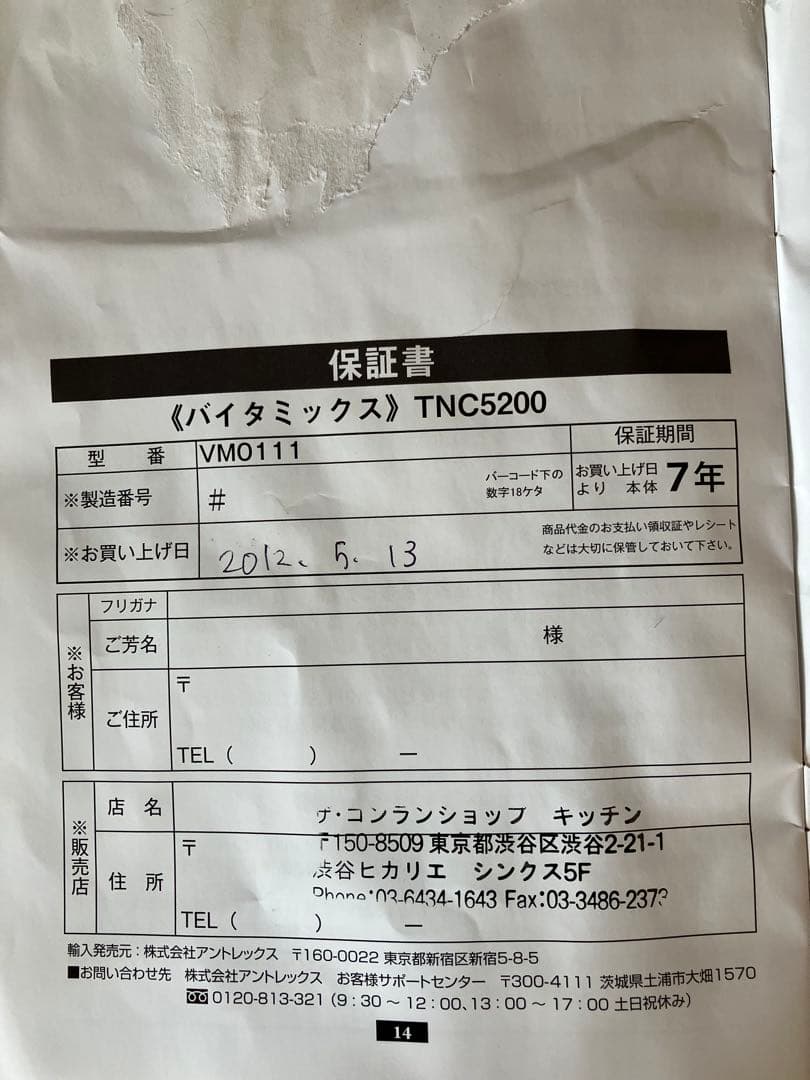 保証書
《バイタミックス》TNC5200
型 番 VM0111 保証期間
※製造番号 # バーコード下の
数字18ケタ
お買い上げ日
より 本体 7年
※お買い上げ日 2012. 5. 13
商品代金のお支払い領収証やレシート
などは大切に保管しておいて下さい。
※お客様
フリガナ
ご芳名 様
ご住所 〒
TEL ( ) ―
※販売店
店 名 ザ・コンランショップ キッチン
住 所 〒
〒150-8509 東京都渋谷区渋谷2-21-1
渋谷ヒカリエ シンクス5F
Phone:03-6434-1643 Fax:03-3486-2373
TEL ( ) ―
輸入発売元：株式会社アントレックス 〒160-0022 東京都新宿区新宿5-8-5
■お問い合わせ先 株式会社アントレックス お客様サポートセンター 〒300-4111 茨城県土浦市大畑1570
0120-813-321（9：30 ～ 12：00、13：00 ～ 17：00 土日祝休み）
14